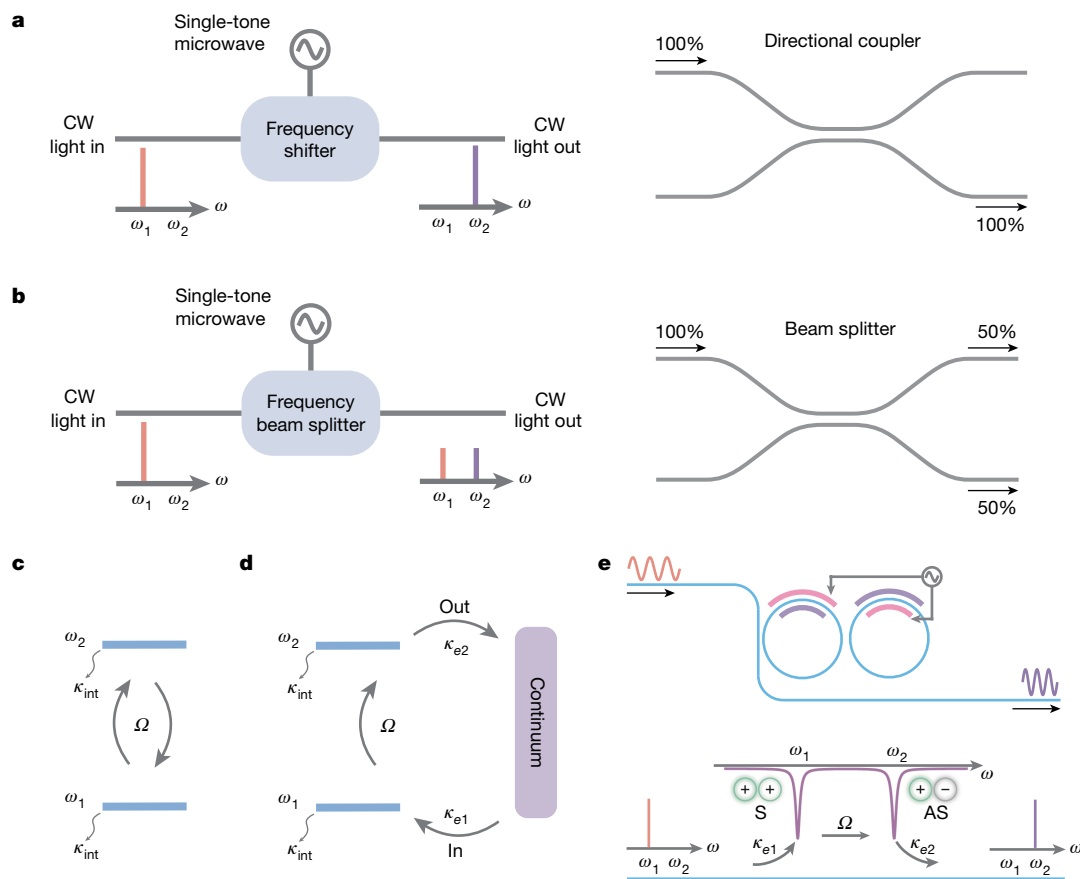 a
Single-tone
microwave
CW
light in
Frequency
shifter
CW
light out
ω
ω1 ω2
ω
ω1 ω2
Directional coupler
100%
100%
b
Single-tone
microwave
CW
light in
Frequency
beam splitter
CW
light out
ω
ω1 ω2
ω
ω1 ω2
Beam splitter
100%
50%
50%
c
ω2
κint
Ω
ω1
κint
d
Out
ω2
κe2
κint
Ω
Continuum
ω1
κe1
κint
In
e
ω1 ω2
ω
+ +
S
+ −
AS
κe1
Ω
κe2
ω
ω1 ω2
ω
ω1 ω2